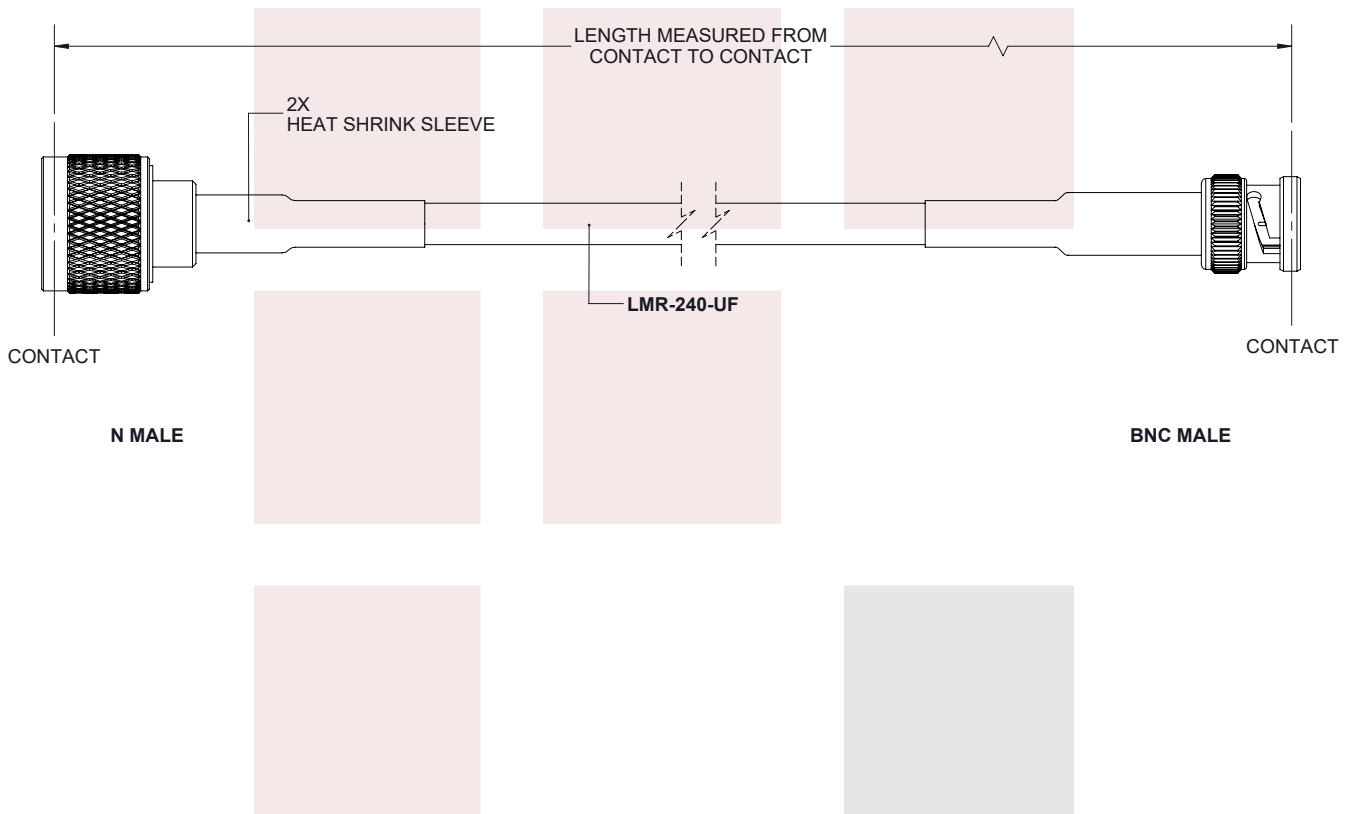 LENGTH MEASURED FROM
CONTACT TO CONTACT
2X
HEAT SHRINK SLEEVE
LMR-240-UF
CONTACT
CONTACT
N MALE
BNC MALE